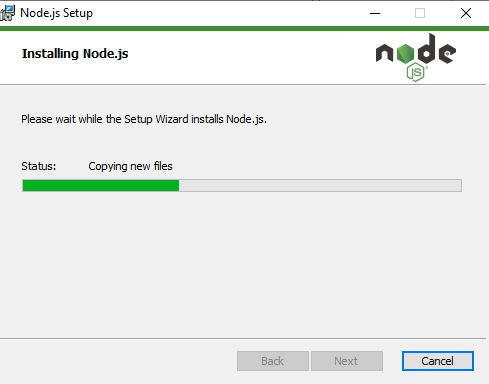 Node.js Setup
Installing Node.js
node
JS
Please wait while the Setup Wizard installs Node.js.
Status: Copying new files
Back Next Cancel